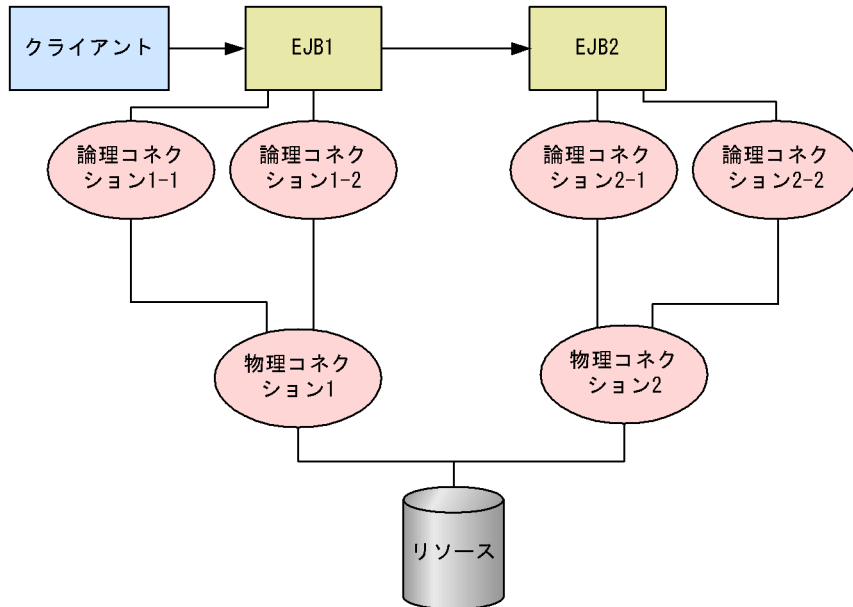 クライアント
EJB1
EJB2
論理コネク
ション1-1
論理コネク
ション1-2
論理コネク
ション2-1
論理コネク
ション2-2
物理コネク
ション1
物理コネク
ション2
リソース